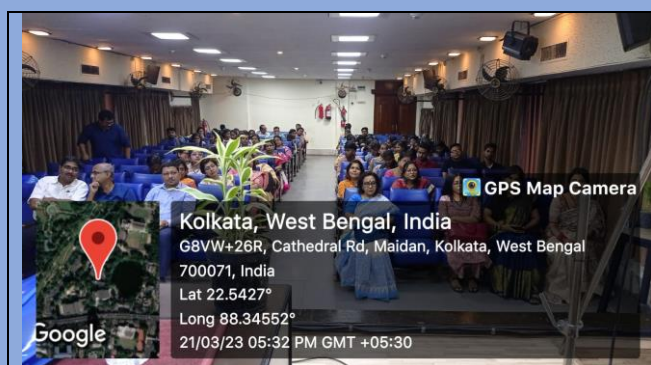 GPS Map Camera
Kolkata, West Bengal, India
G8VW+26R, Cathedral Rd, Maidan, Kolkata, West Bengal
700071, India
Lat 22.5427°
Long 88.34552°
21/03/23 05:32 PM GMT +05:30
Google